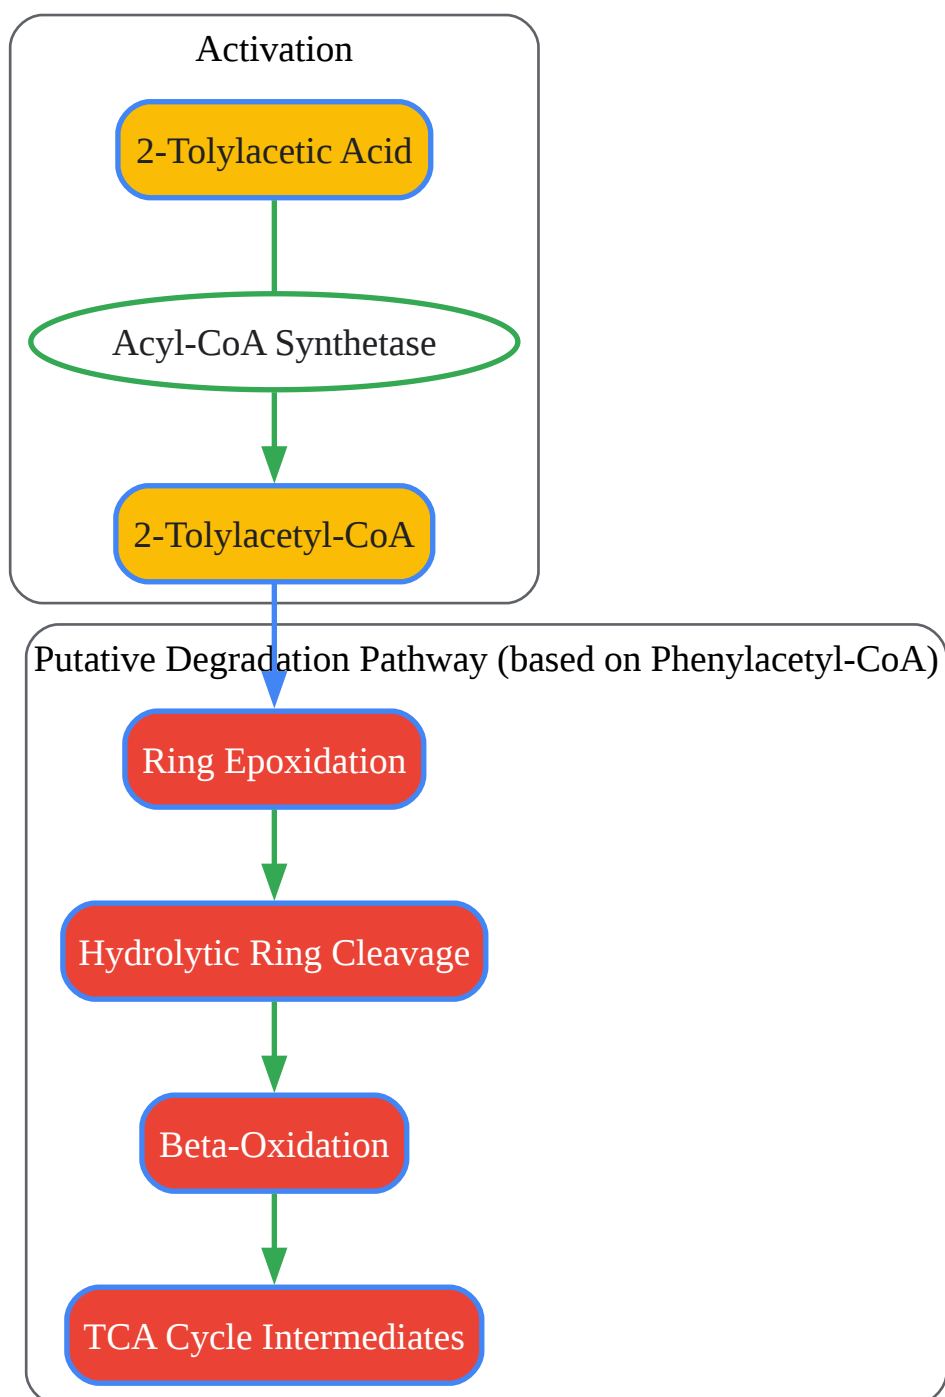 Activation
2-Tolylacetic Acid
Acyl-CoA Synthetase
2-Tolylacetyl-CoA
Putative Degradation Pathway (based on Phenylacetyl-CoA)
Ring Epoxidation
Hydrolytic Ring Cleavage
Beta-Oxidation
TCA Cycle Intermediates